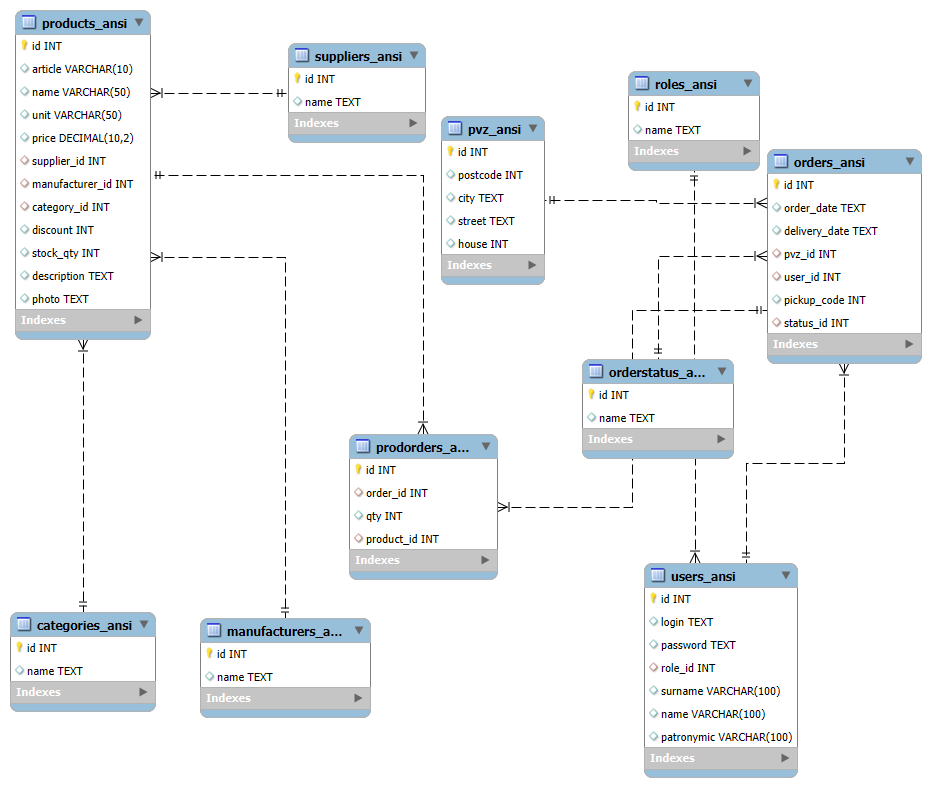 products_ansi
id INT
article VARCHAR(10)
name VARCHAR(50)
unit VARCHAR(50)
price DECIMAL(10,2)
supplier_id INT
manufacturer_id INT
category_id INT
discount INT
stock_qty INT
description TEXT
photo TEXT
Indexes
suppliers_ansi
id INT
name TEXT
Indexes
pvz_ansi
id INT
postcode INT
city TEXT
street TEXT
house INT
Indexes
roles_ansi
id INT
name TEXT
Indexes
orders_ansi
id INT
order_date TEXT
delivery_date TEXT
pvz_id INT
user_id INT
pickup_code INT
status_id INT
Indexes
orderstatus_a...
id INT
name TEXT
Indexes
prodorders_a...
id INT
order_id INT
qty INT
product_id INT
Indexes
categories_ansi
id INT
name TEXT
Indexes
manufacturers_a...
id INT
name TEXT
Indexes
users_ansi
id INT
login TEXT
password TEXT
role_id INT
surname VARCHAR(100)
name VARCHAR(100)
patronymic VARCHAR(100)
Indexes